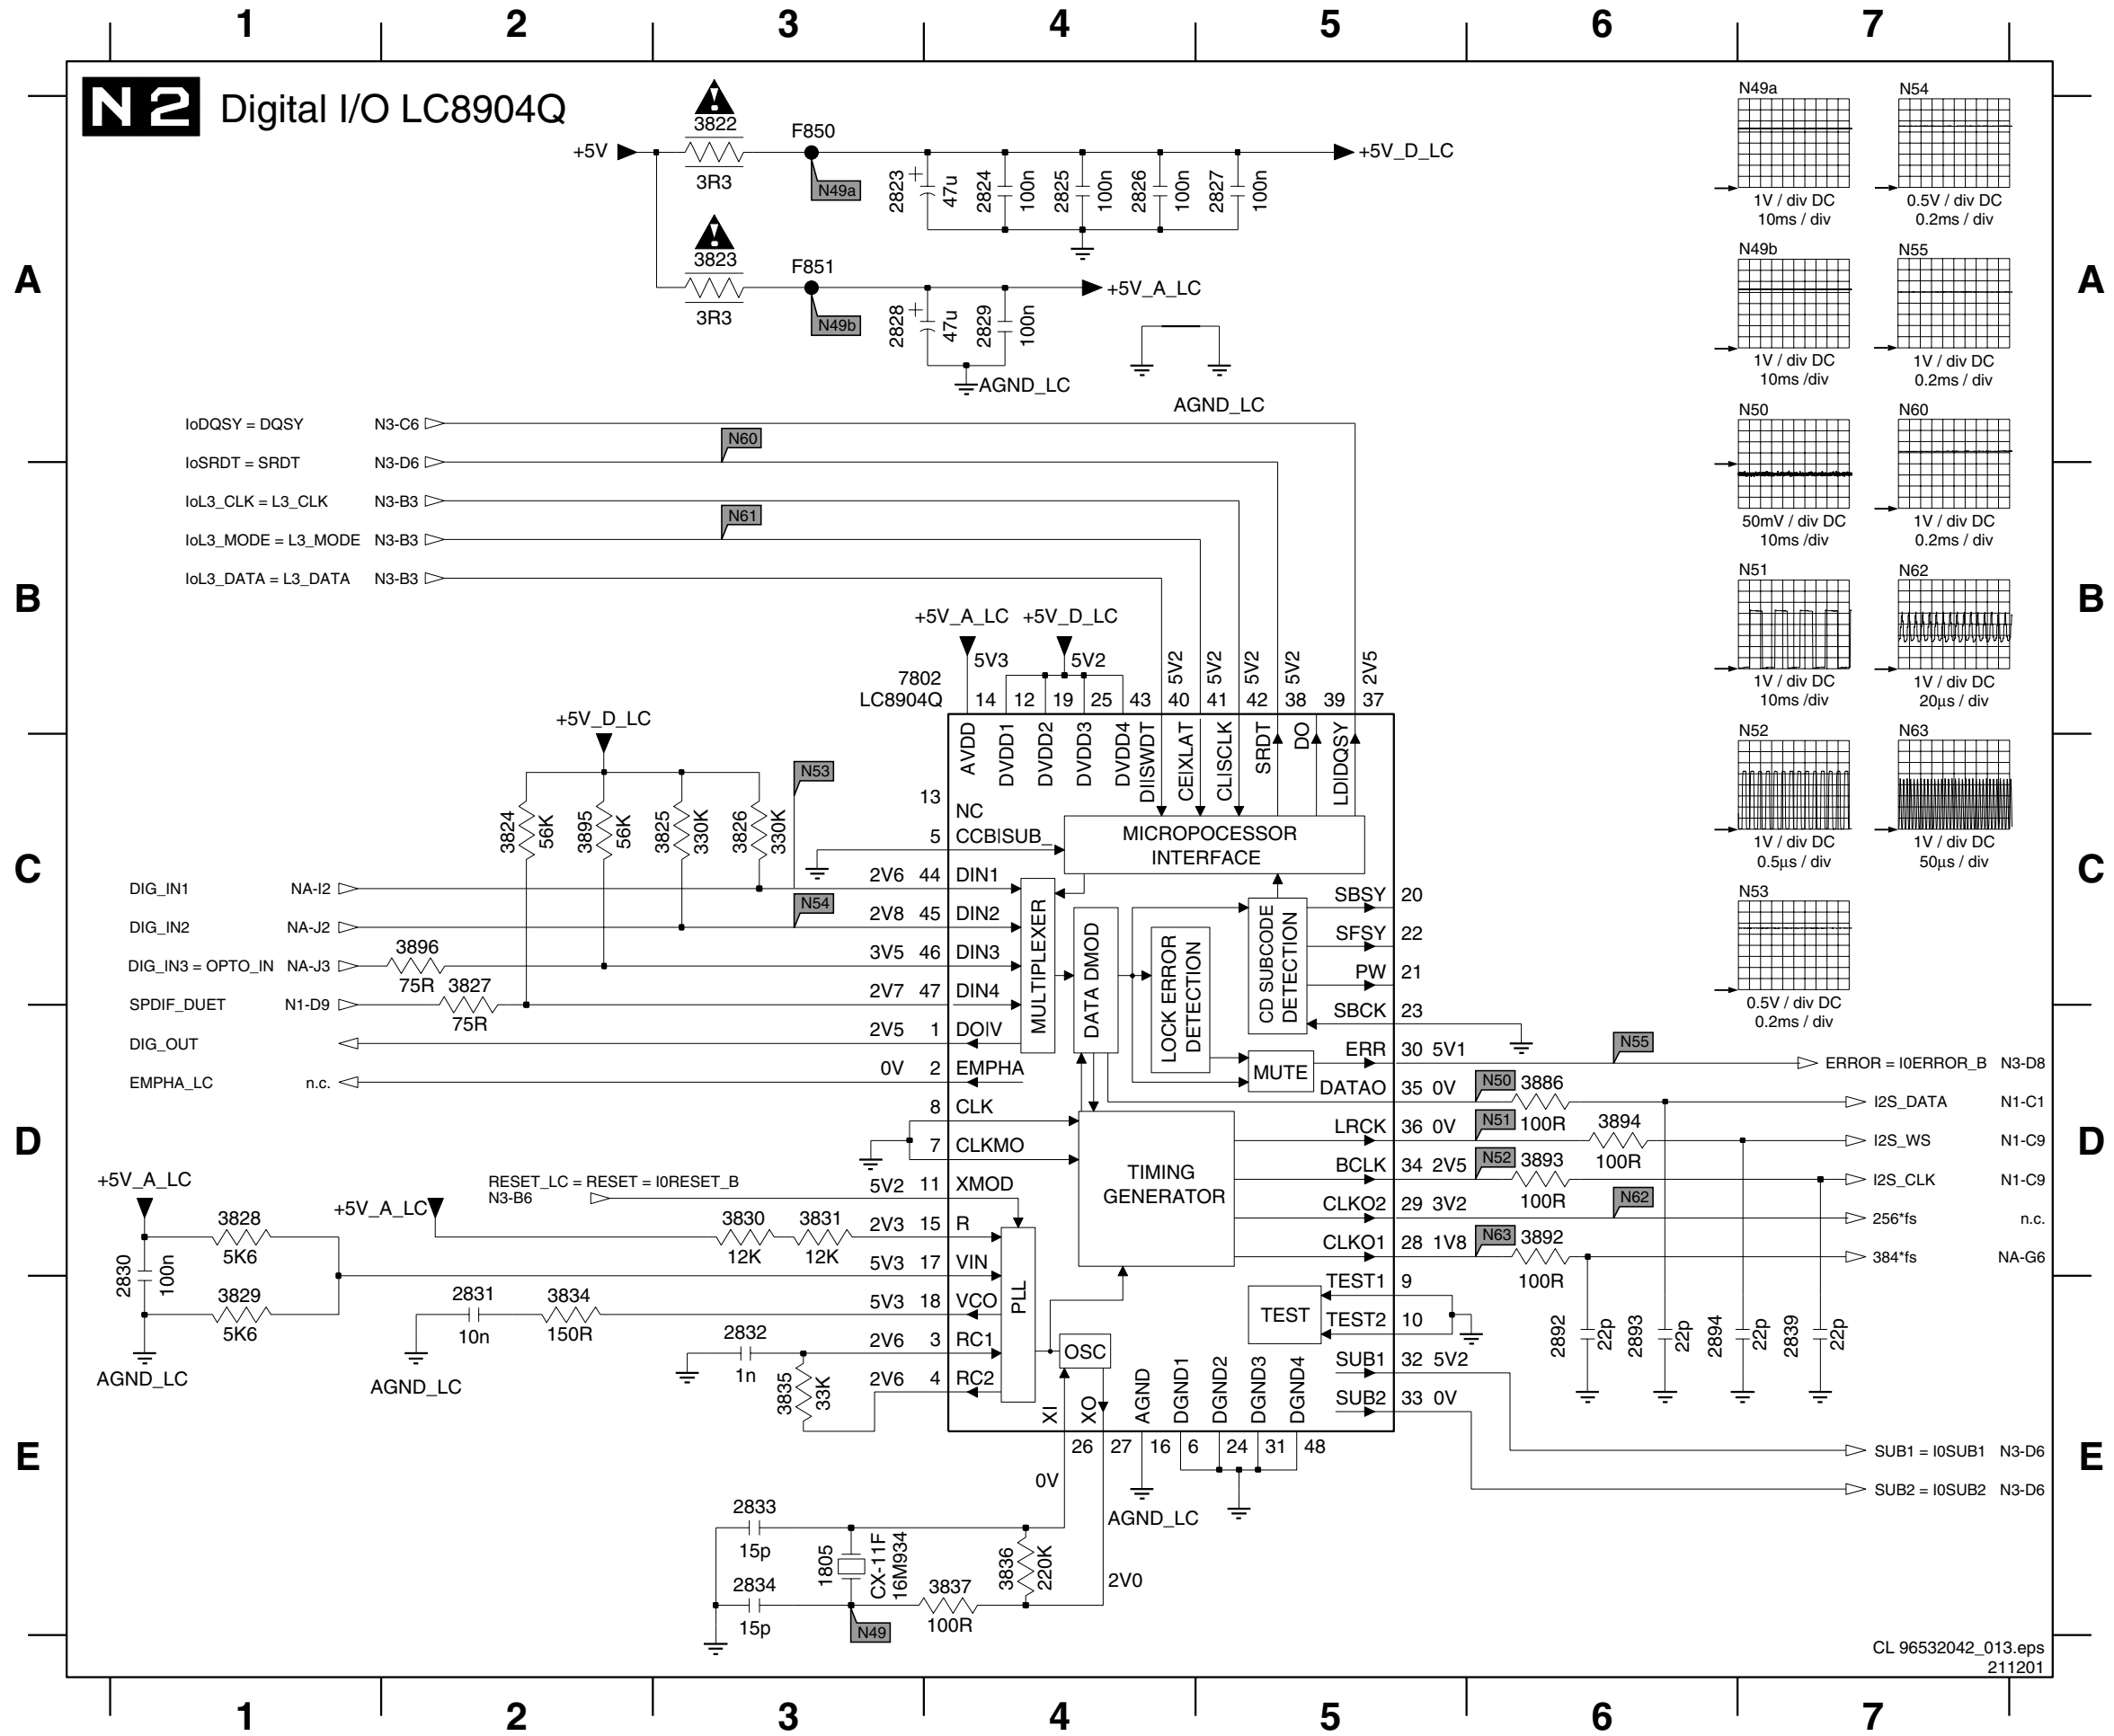 1 2 3 4 5 6 7
N 2 Digital I/O LC8904Q
A
B
C
D
E
+5V
3822
3R3
F850
N49a
2823
47u
2824
100n
2825
100n
2826
100n
2827
100n
+5V_D_LC
3823
3R3
F851
N49b
2828
47u
2829
100n
+5V_A_LC
AGND_LC
AGND_LC
IoDQSY = DQSY N3-C6
N60
IoSRDT = SRDT N3-D6
IoL3_CLK = L3_CLK N3-B3
N61
IoL3_MODE = L3_MODE N3-B3
IoL3_DATA = L3_DATA N3-B3
+5V_A_LC +5V_D_LC
5V3 5V2
5V2 5V2 5V2 5V2 2V5
7802
LC8904Q
14 12 19 25 43 40 41 42 38 39 37
AVDD
DVDD1
DVDD2
DVDD3
DVDD4
DIISWDT
CEIXLAT
CLISCLK
SRDT
DO
LDIDQSY
+5V_D_LC
3824
56K
3895
56K
3825
330K
3826
330K
N53
N54
13 NC
5 CCBISUB_
MICROPOCESSOR
INTERFACE
DIG_IN1 NA-I2
2V6 44 DIN1
DIG_IN2 NA-J2
2V8 45 DIN2
DIG_IN3 = OPTO_IN NA-J3
3896
75R
3V5 46 DIN3
SPDIF_DUET N1-D9
3827
75R
2V7 47 DIN4
DIG_OUT
2V5 1 DOIV
EMPHA_LC n.c.
0V 2 EMPHA
8 CLK
7 CLKMO
MULTIPLEXER
DATA DMOD
LOCK ERROR
DETECTION
CD SUBCODE
DETECTION
MUTE
SBSY 20
SFSY 22
PW 21
SBCK 23
ERR 30 5V1
N55
ERROR = I0ERROR_B N3-D8
DATAO 35 0V
N50 3886
100R
I2S_DATA N1-C1
LRCK 36 0V
N51
3894
100R
I2S_WS N1-C9
BCLK 34 2V5
N52 3893
100R
I2S_CLK N1-C9
CLKO2 29 3V2
N62
256*fs n.c.
CLKO1 28 1V8
N63 3892
100R
384*fs NA-G6
TIMING
GENERATOR
RESET_LC = RESET = I0RESET_B
N3-B6
5V2 11 XMOD
+5V_A_LC
+5V_A_LC
3830
12K
3831
12K
2V3 15 R
2830
100n
3828
5K6
3829
5K6
AGND_LC
5V3 17 VIN
2831
10n
3834
150R
AGND_LC
5V3 18 VCO
2832
1n
2V6 3 RC1
3835
33K
2V6 4 RC2
PLL
OSC
XI
XO
AGND
DGND1
DGND2
DGND3
DGND4
26 27 16 6 24 31 48
TEST
TEST1 9
TEST2 10
SUB1 32 5V2
SUB2 33 0V
2892
22p
2893
22p
2894
22p
2839
22p
SUB1 = I0SUB1 N3-D6
SUB2 = I0SUB2 N3-D6
0V
AGND_LC
2833
15p
2834
15p
1805
CX-11F
16M934
N49
3837
100R
3836
220K
2V0
N49a
1V / div DC
10ms / div
N54
0.5V / div DC
0.2ms / div
N49b
1V / div DC
10ms /div
N55
1V / div DC
0.2ms / div
N50
50mV / div DC
10ms /div
N60
1V / div DC
0.2ms / div
N51
1V / div DC
10ms / div
N62
1V / div DC
20µs / div
N52
1V / div DC
0.5µs / div
N63
1V / div DC
50µs / div
N53
0.5V / div DC
0.2ms / div
A
B
C
D
E
CL 96532042_013.eps
211201
1 2 3 4 5 6 7